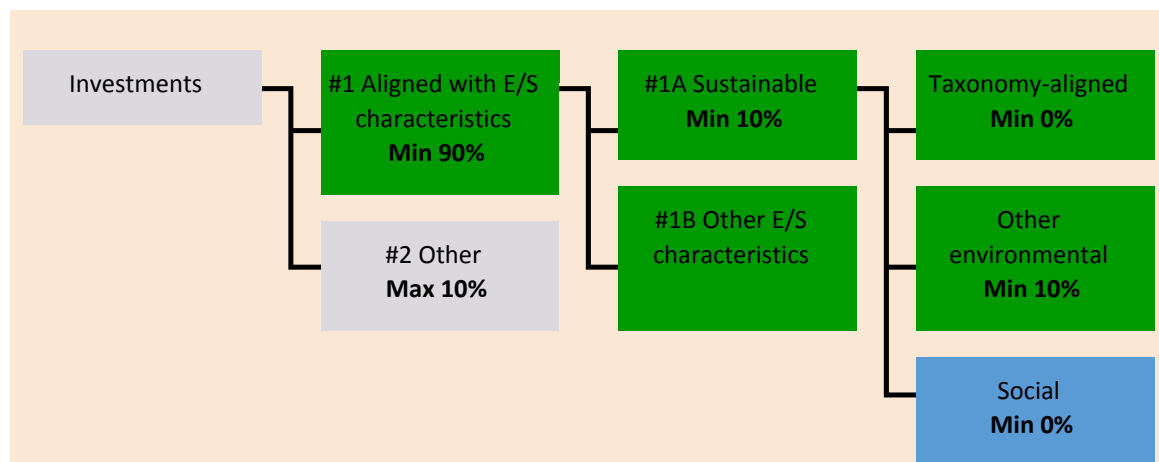 Investments
#1 Aligned with E/S
characteristics
Min 90%
#2 Other
Max 10%
#1A Sustainable
Min 10%
#1B Other E/S
characteristics
Taxonomy-aligned
Min 0%
Other
environmental
Min 10%
Social
Min 0%